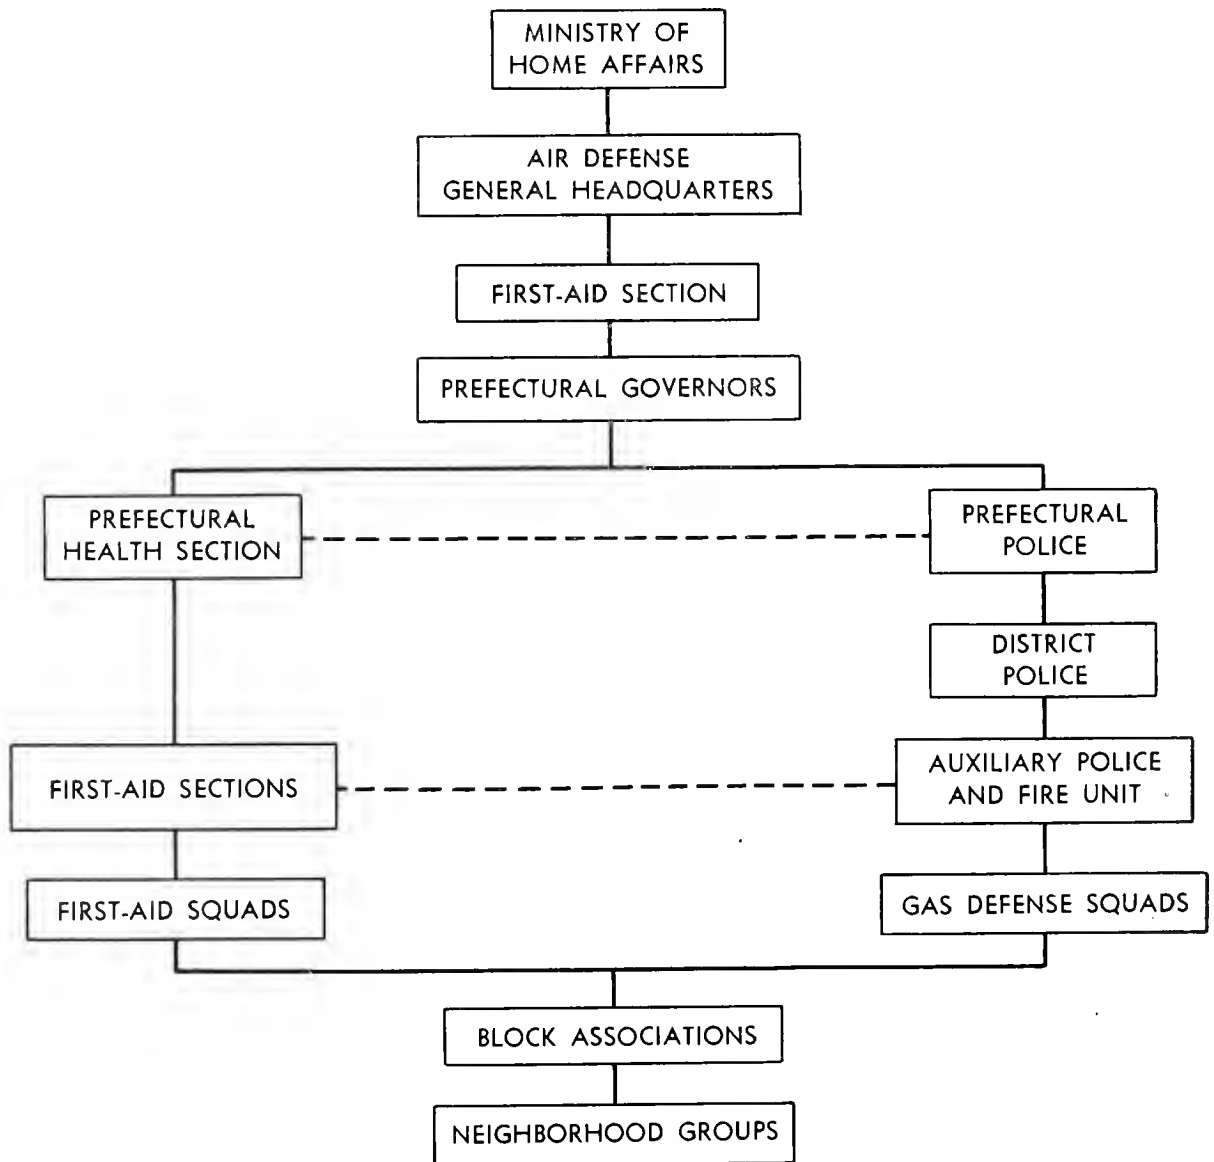 MINISTRY OF
HOME AFFAIRS
AIR DEFENSE
GENERAL HEADQUARTERS
FIRST-AID SECTION
PREFECTURAL GOVERNORS
PREFECTURAL
HEALTH SECTION
PREFECTURAL
POLICE
DISTRICT
POLICE
FIRST-AID SECTIONS
AUXILIARY POLICE
AND FIRE UNIT
FIRST-AID SQUADS
GAS DEFENSE SQUADS
BLOCK ASSOCIATIONS
NEIGHBORHOOD GROUPS